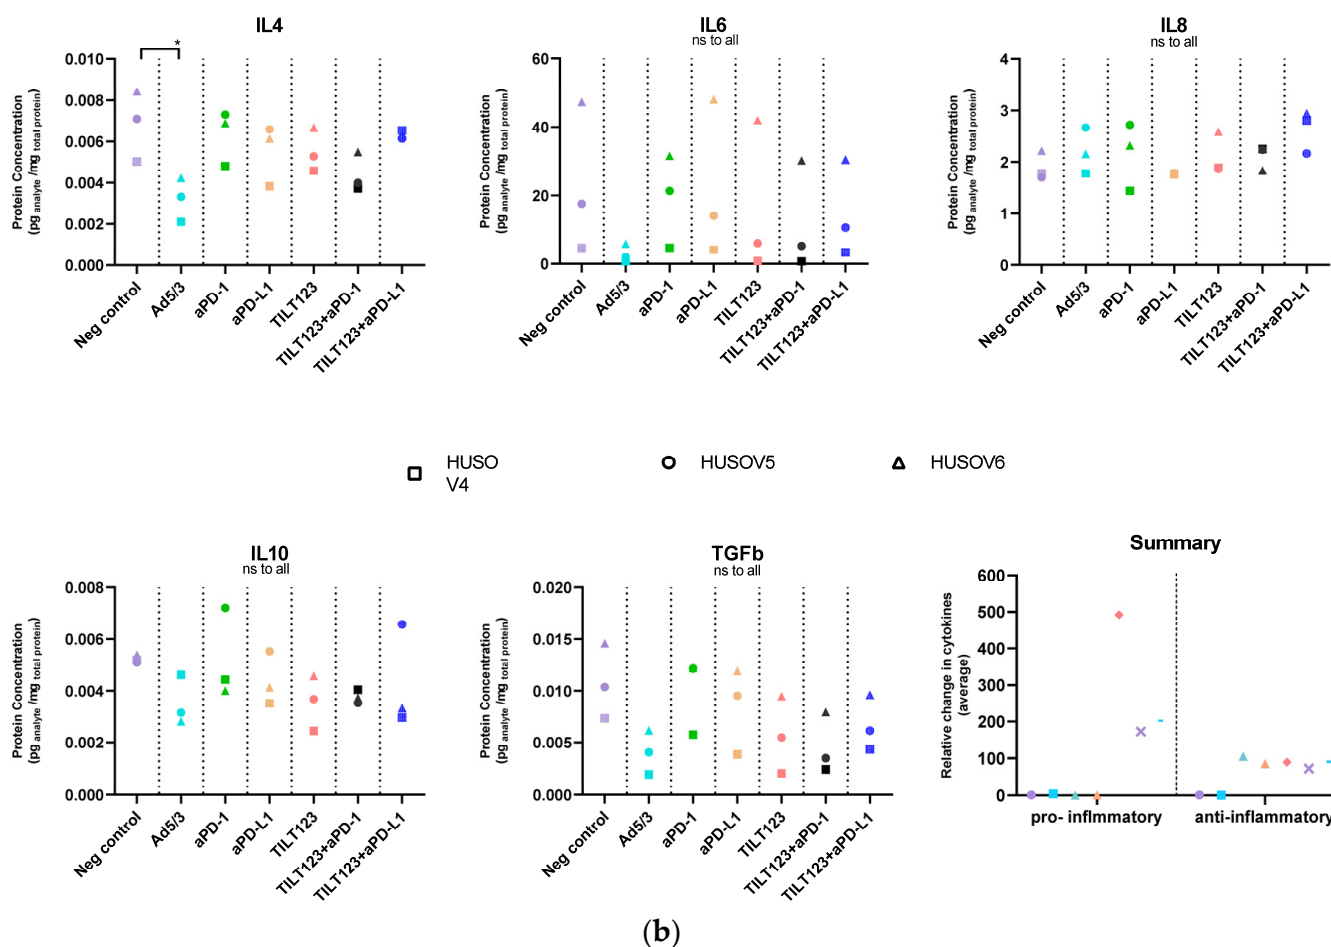 IL4
*
Protein Concentration
(pg analyte /mg total protein)
0.010
0.008
0.006
0.004
0.002
0.000
Neg control
Ad5/3
aPD-1
aPD-L1
TILT123
TILT123+aPD-1
TILT123+aPD-L1
IL6
ns to all
Protein Concentration
(pg analyte /mg total protein)
60
40
20
0
Neg control
Ad5/3
aPD-1
aPD-L1
TILT123
TILT123+aPD-1
TILT123+aPD-L1
IL8
ns to all
Protein Concentration
(pg analyte /mg total protein)
4
3
2
1
0
Neg control
Ad5/3
aPD-1
aPD-L1
TILT123
TILT123+aPD-1
TILT123+aPD-L1
HUSO
V4
HUSOV5
HUSOV6
IL10
ns to all
Protein Concentration
(pg analyte /mg total protein)
0.008
0.006
0.004
0.002
0.000
Neg control
Ad5/3
aPD-1
aPD-L1
TILT123
TILT123+aPD-1
TILT123+aPD-L1
TGFb
ns to all
Protein Concentration
(pg analyte /mg total protein)
0.020
0.015
0.010
0.005
0.000
Neg control
Ad5/3
aPD-1
aPD-L1
TILT123
TILT123+aPD-1
TILT123+aPD-L1
Summary
Relative change in cytokines
(average)
600
500
400
300
200
100
0
pro- inflmmatory
anti-inflammatory
(b)